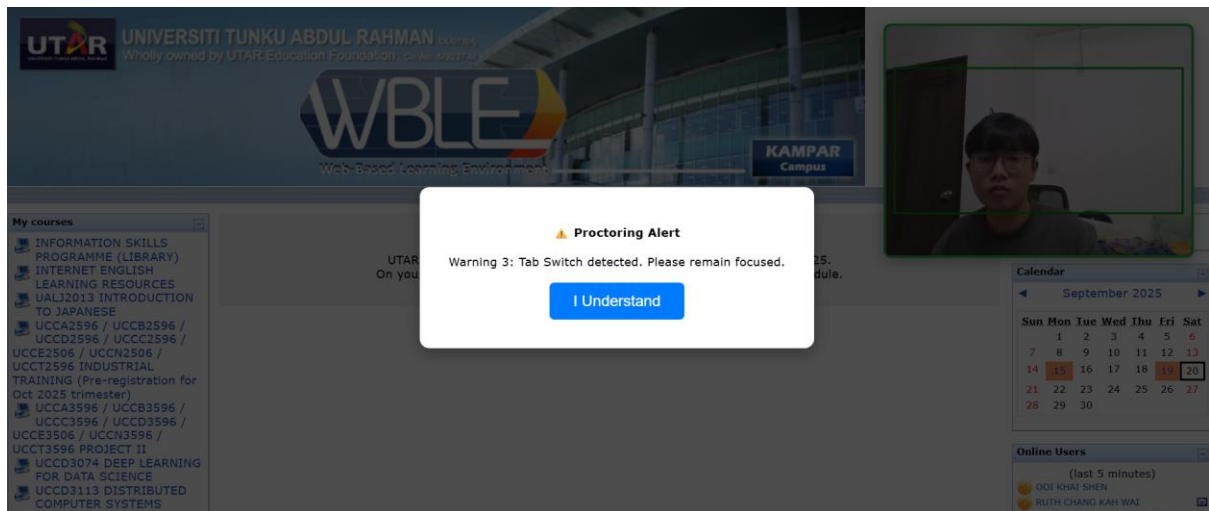 UTAR
UNIVERSITI TUNKU ABDUL RAHMAN
Wholly owned by UTAR Education Foundation
WBLE
Web-Based Learning Environment
KAMPAR
Campus
⚠ Proctoring Alert
Warning 3: Tab Switch detected. Please remain focused.
I Understand
My courses
INFORMATION SKILLS
PROGRAMME (LIBRARY)
INTERNET ENGLISH
LEARNING RESOURCES
UALJ2013 INTRODUCTION
TO JAPANESE
UCCA2596 / UCCB2596 /
UCCD2596 / UCCC2596 /
UCCE2506 / UCCN2506 /
UCCT2596 INDUSTRIAL
TRAINING (Pre-registration for
Oct 2025 trimester)
UCCA3596 / UCCB3596 /
UCCC3596 / UCCD3596 /
UCCE3506 / UCCN3596 /
UCCT3596 PROJECT II
UCCD3074 DEEP LEARNING
FOR DATA SCIENCE
UCCD3113 DISTRIBUTED
COMPUTER SYSTEMS
UTAR 25.
On you dule.
Calendar
◄ September 2025 ►
Sun Mon Tue Wed Thu Fri Sat
1 2 3 4 5 6
7 8 9 10 11 12 13
14 15 16 17 18 19 20
21 22 23 24 25 26 27
28 29 30
Online Users
(last 5 minutes)
OOI KHAI SHEN
RUTH CHANG KAH WAI